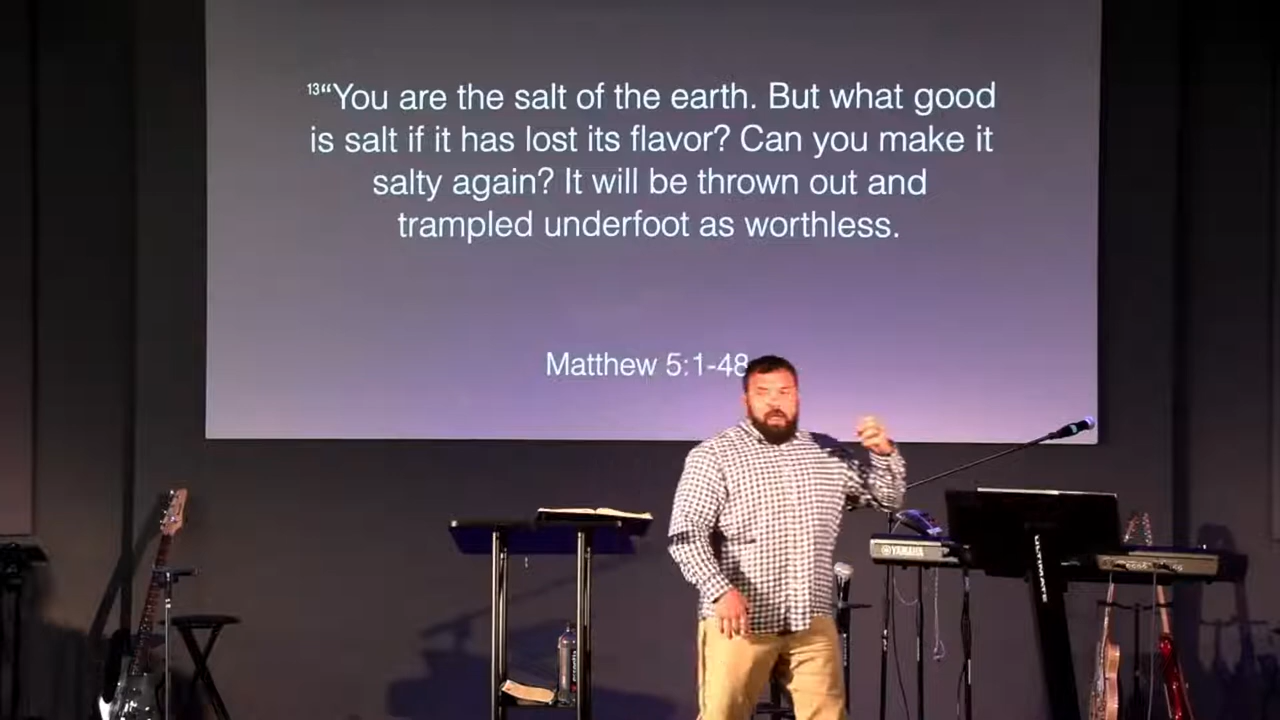 13“You are the salt of the earth. But what good
is salt if it has lost its flavor? Can you make it
salty again? It will be thrown out and
trampled underfoot as worthless.
Matthew 5:1-48
YAMAHA
ULTIMATE